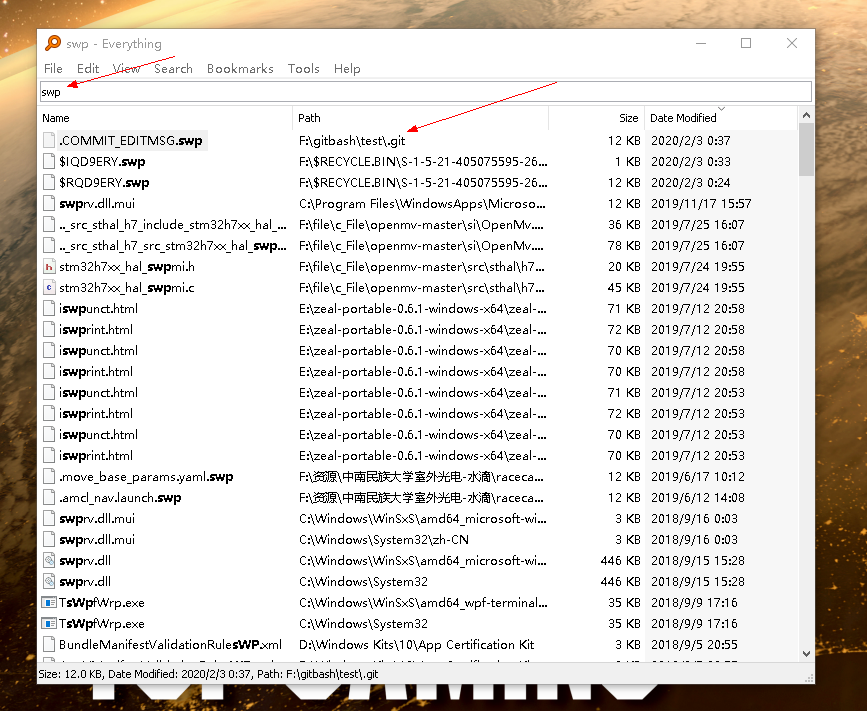 swp - Everything
File Edit View Search Bookmarks Tools Help
swp
Name Path Size Date Modified
.COMMIT_EDITMSG.swp F:\gitbash\test\.git 12 KB 2020/2/3 0:37
$IQD9ERY.swp F:\$RECYCLE.BIN\S-1-5-21-405075595-26... 1 KB 2020/2/3 0:33
$RQD9ERY.swp F:\$RECYCLE.BIN\S-1-5-21-405075595-26... 12 KB 2020/2/3 0:24
swprv.dll.mui C:\Program Files\WindowsApps\Microso... 12 KB 2019/11/17 15:57
.._src_sthal_h7_include_stm32h7xx_hal_... F:\file\c_File\openmv-master\si\OpenMv.... 36 KB 2019/7/25 16:07
.._src_sthal_h7_src_stm32h7xx_hal_swp... F:\file\c_File\openmv-master\si\OpenMv.... 78 KB 2019/7/25 16:07
stm32h7xx_hal_swpmi.h F:\file\c_File\openmv-master\src\sthal\h7... 20 KB 2019/7/24 19:55
stm32h7xx_hal_swpmi.c F:\file\c_File\openmv-master\src\sthal\h7... 45 KB 2019/7/24 19:55
iswpunct.html E:\zeal-portable-0.6.1-windows-x64\zeal-... 71 KB 2019/7/12 20:58
iswprint.html E:\zeal-portable-0.6.1-windows-x64\zeal-... 72 KB 2019/7/12 20:58
iswpunct.html E:\zeal-portable-0.6.1-windows-x64\zeal-... 70 KB 2019/7/12 20:58
iswprint.html E:\zeal-portable-0.6.1-windows-x64\zeal-... 70 KB 2019/7/12 20:58
iswpunct.html E:\zeal-portable-0.6.1-windows-x64\zeal-... 71 KB 2019/7/12 20:53
iswprint.html E:\zeal-portable-0.6.1-windows-x64\zeal-... 72 KB 2019/7/12 20:53
iswpunct.html E:\zeal-portable-0.6.1-windows-x64\zeal-... 70 KB 2019/7/12 20:53
iswprint.html E:\zeal-portable-0.6.1-windows-x64\zeal-... 70 KB 2019/7/12 20:53
.move_base_params.yaml.swp F:\资源\中南民族大学室外光电-水滴\raceca... 12 KB 2019/6/17 10:12
.amcl_nav.launch.swp F:\资源\中南民族大学室外光电-水滴\raceca... 12 KB 2019/6/12 14:08
swprv.dll.mui C:\Windows\WinSxS\amd64_microsoft-wi... 3 KB 2018/9/16 0:03
swprv.dll.mui C:\Windows\System32\zh-CN 3 KB 2018/9/16 0:03
swprv.dll C:\Windows\WinSxS\amd64_microsoft-wi... 446 KB 2018/9/15 15:28
swprv.dll C:\Windows\System32 446 KB 2018/9/15 15:28
TsWpfWrp.exe C:\Windows\WinSxS\amd64_wpf-terminal... 35 KB 2018/9/9 17:16
TsWpfWrp.exe C:\Windows\System32 35 KB 2018/9/9 17:16
BundleManifestValidationRulesWP.xml D:\Windows Kits\10\App Certification Kit 3 KB 2018/9/5 20:55
Size: 12.0 KB, Date Modified: 2020/2/3 0:37, Path: F:\gitbash\test\.git